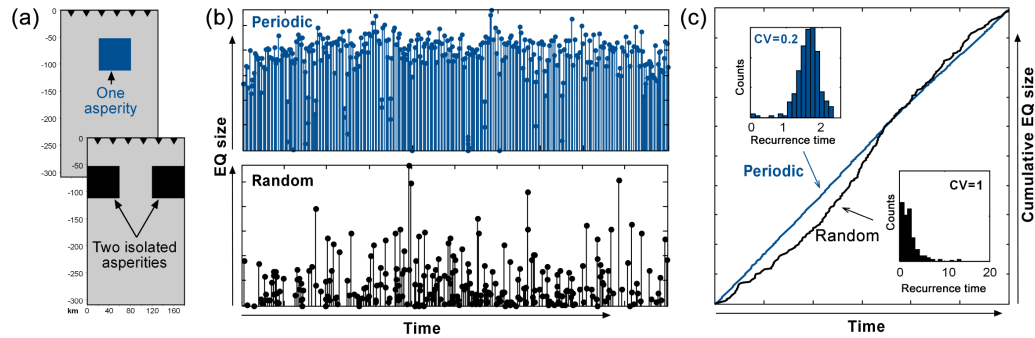 (a)
0
-50
-100
One
asperity
-150
-200
-250
-300
0
-50
-100
-150
Two isolated
asperities
-200
-250
-300
km 0 40 80 120 160
(b)
Periodic
EQ size
Random
Time
(c)
CV=0.2
Counts
0 1 2
Recurrence time
Periodic
Random
CV=1
Counts
0 10 20
Recurrence time
Cumulative EQ size
Time